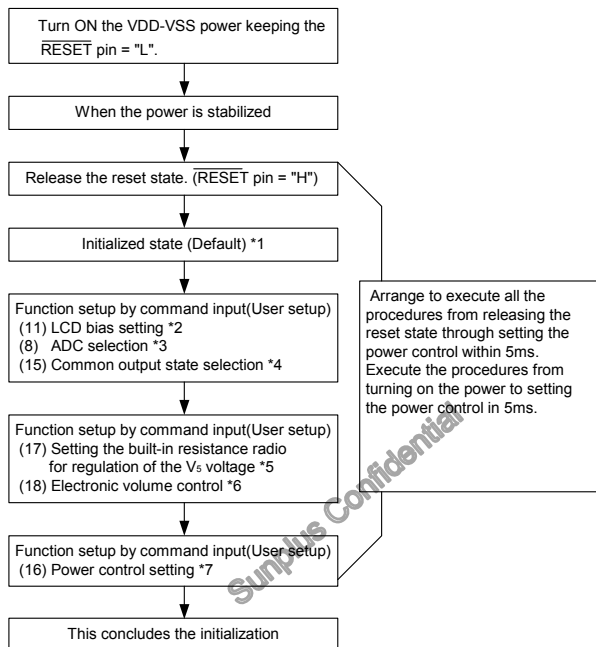 Turn ON the VDD-VSS power keeping the
RESET pin = "L".
When the power is stabilized
Release the reset state. (RESET pin = "H")
Initialized state (Default) *1
Function setup by command input(User setup)
(11) LCD bias setting *2
(8) ADC selection *3
(15) Common output state selection *4
Function setup by command input(User setup)
(17) Setting the built-in resistance radio
for regulation of the V5 voltage *5
(18) Electronic volume control *6
Function setup by command input(User setup)
(16) Power control setting *7
This concludes the initialization
Arrange to execute all the
procedures from releasing the
reset state through setting the
power control within 5ms.
Execute the procedures from
turning on the power to setting
the power control in 5ms.
Sunplus Confidential